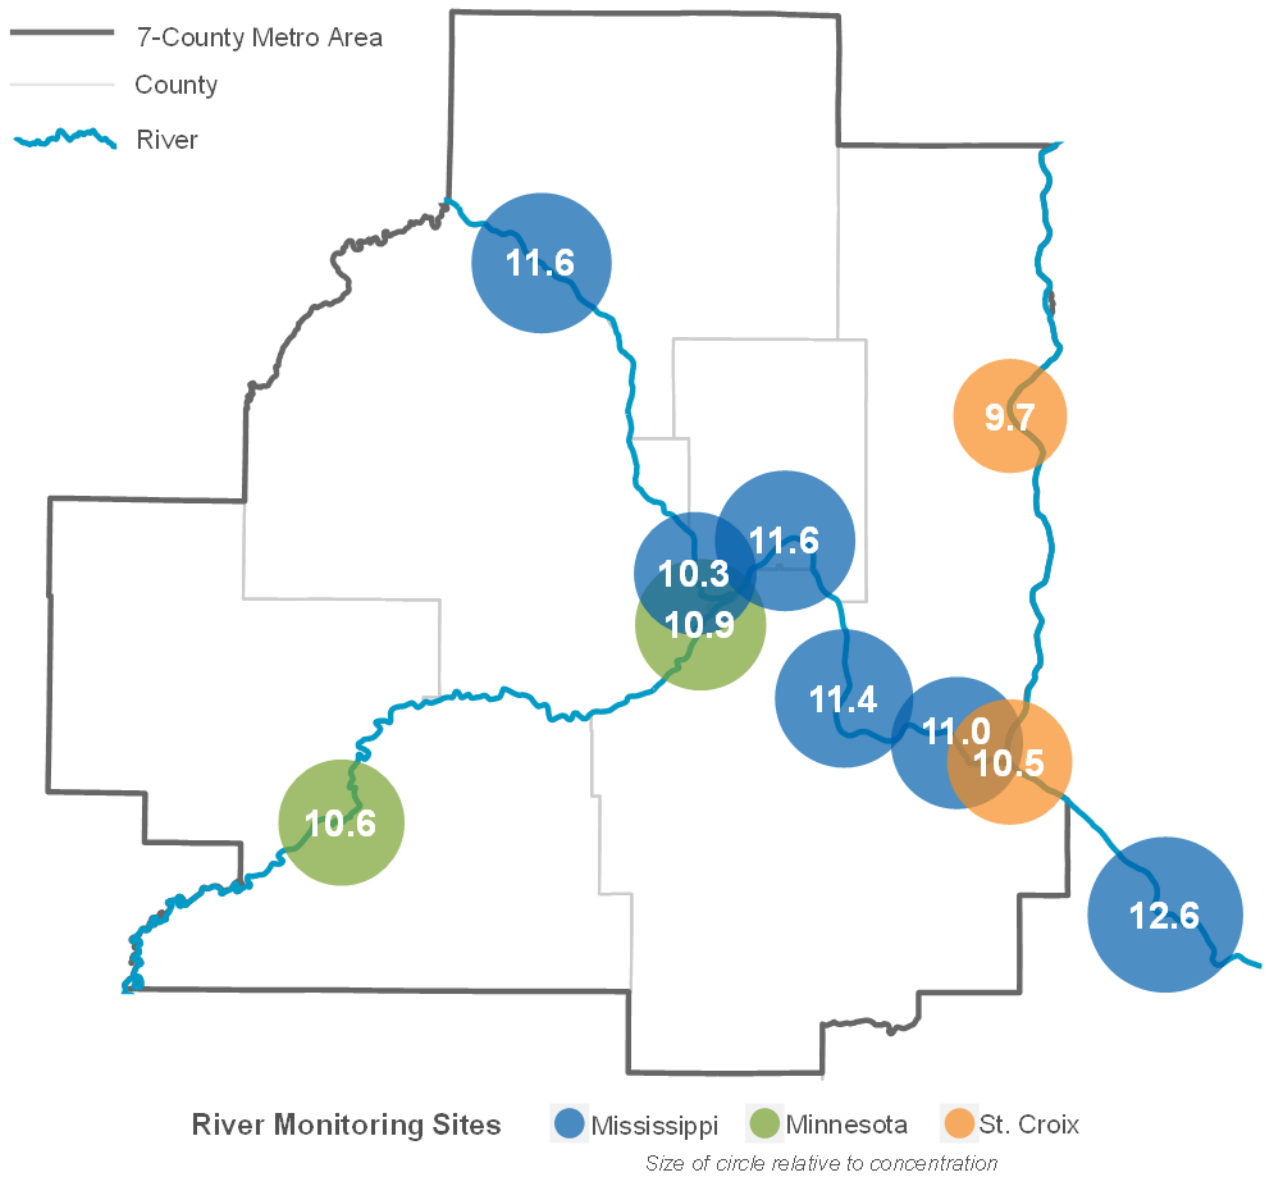 7-County Metro Area
County
River
11.6
9.7
11.6
10.3
10.9
11.4
11.0
10.5
10.6
12.6
River Monitoring Sites Mississippi Minnesota St. Croix
Size of circle relative to concentration